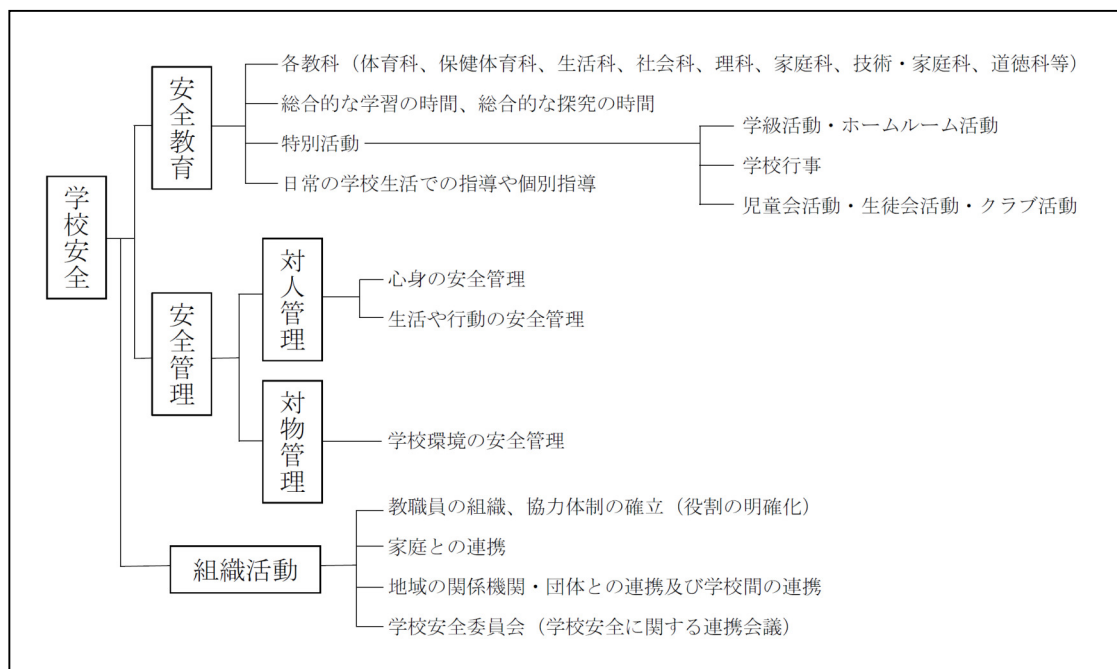 学校安全
安全教育
各教科（体育科、保健体育科、生活科、社会科、理科、家庭科、技術・家庭科、道徳科等）
総合的な学習の時間、総合的な探究の時間
特別活動
学級活動・ホームルーム活動
学校行事
児童会活動・生徒会活動・クラブ活動
日常の学校生活での指導や個別指導
安全管理
対人管理
心身の安全管理
生活や行動の安全管理
対物管理
学校環境の安全管理
組織活動
教職員の組織、協力体制の確立（役割の明確化）
家庭との連携
地域の関係機関・団体との連携及び学校間の連携
学校安全委員会（学校安全に関する連携会議）